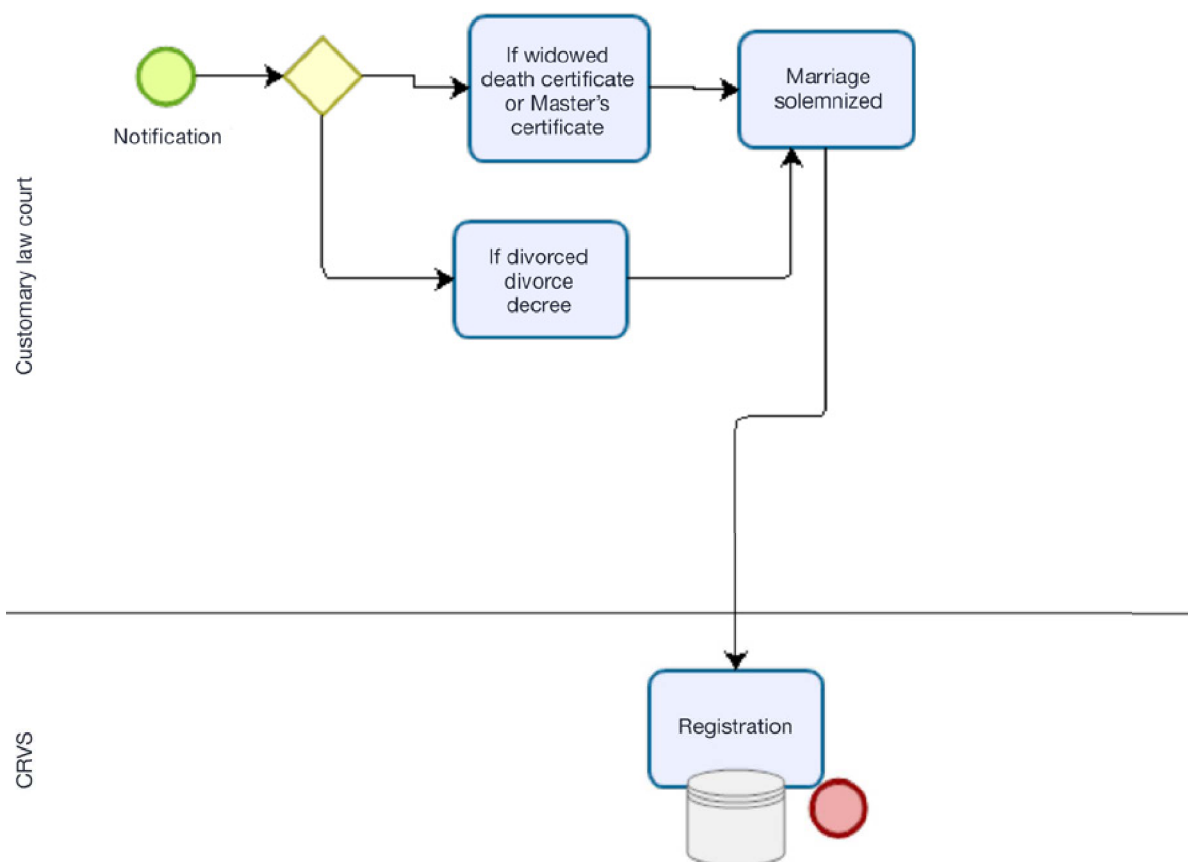 If widowed
death certificate
or Master's
certificate
Marriage
solemnized
Notification
If divorced
divorce
decree
Customary law court
Registration
CRVS